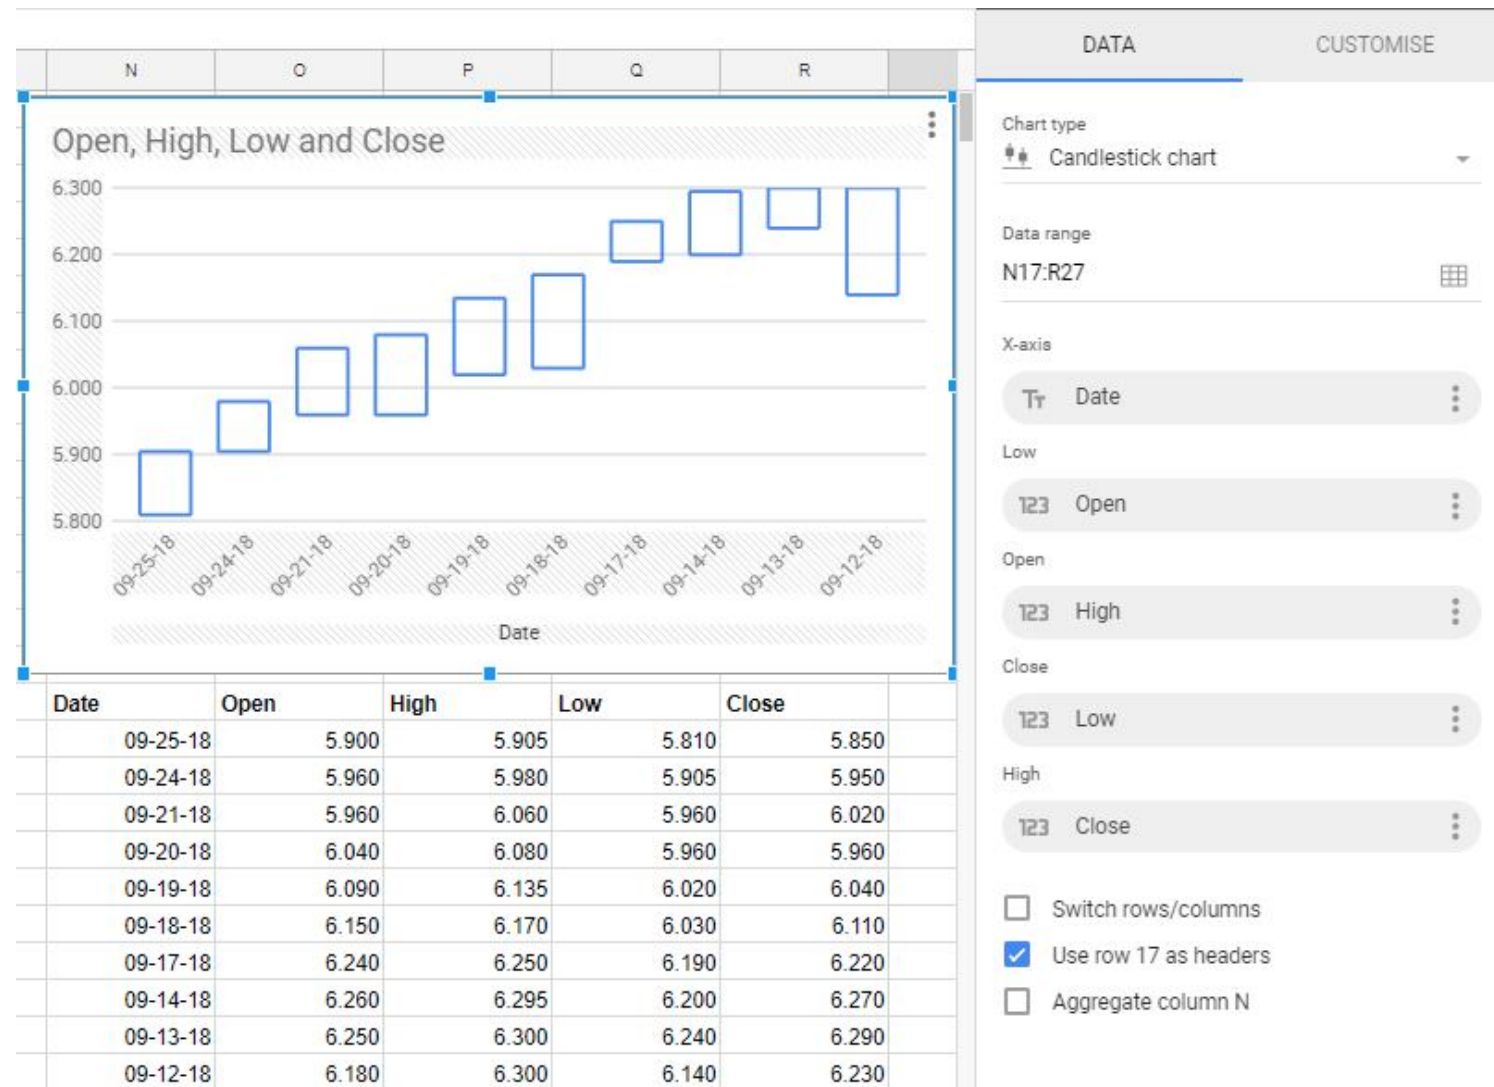 N O P Q R
Open, High, Low and Close
6.300
6.200
6.100
6.000
5.900
5.800
09-25-18 09-24-18 09-21-18 09-20-18 09-19-18 09-18-18 09-17-18 09-14-18 09-13-18 09-12-18
Date
Date Open High Low Close
09-25-18 5.900 5.905 5.810 5.850
09-24-18 5.960 5.980 5.905 5.950
09-21-18 5.960 6.060 5.960 6.020
09-20-18 6.040 6.080 5.960 5.960
09-19-18 6.090 6.135 6.020 6.040
09-18-18 6.150 6.170 6.030 6.110
09-17-18 6.240 6.250 6.190 6.220
09-14-18 6.260 6.295 6.200 6.270
09-13-18 6.250 6.300 6.240 6.290
09-12-18 6.180 6.300 6.140 6.230
DATA CUSTOMISE
Chart type
Candlestick chart
Data range
N17:R27
X-axis
Tт Date
Low
123 Open
Open
123 High
Close
123 Low
High
123 Close
Switch rows/columns
Use row 17 as headers
Aggregate column N